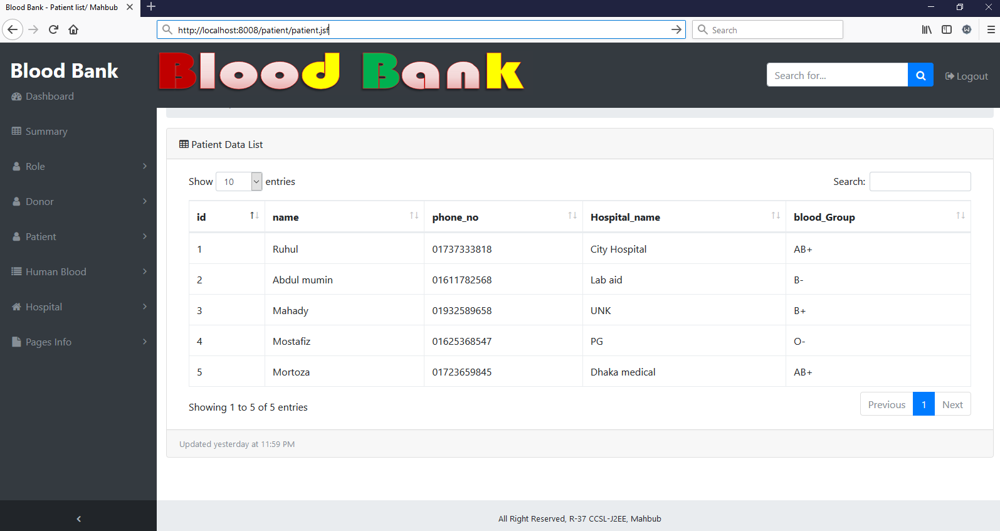 Blood Bank - Patient list/ Mahbub
http://localhost:8008/patient/patient.jsf
Search
Blood Bank
Blood Bank
Search for...
Logout
Dashboard
Summary
Role
Donor
Patient
Human Blood
Hospital
Pages Info
Patient Data List
Show 10 entries
Search:
id name phone_no Hospital_name blood_Group
1 Ruhul 01737333818 City Hospital AB+
2 Abdul mumin 01611782568 Lab aid B-
3 Mahady 01932589658 UNK B+
4 Mostafiz 01625368547 PG O-
5 Mortoza 01723659845 Dhaka medical AB+
Showing 1 to 5 of 5 entries
Previous 1 Next
Updated yesterday at 11:59 PM
All Right Reserved, R-37 CCSL-J2EE, Mahbub